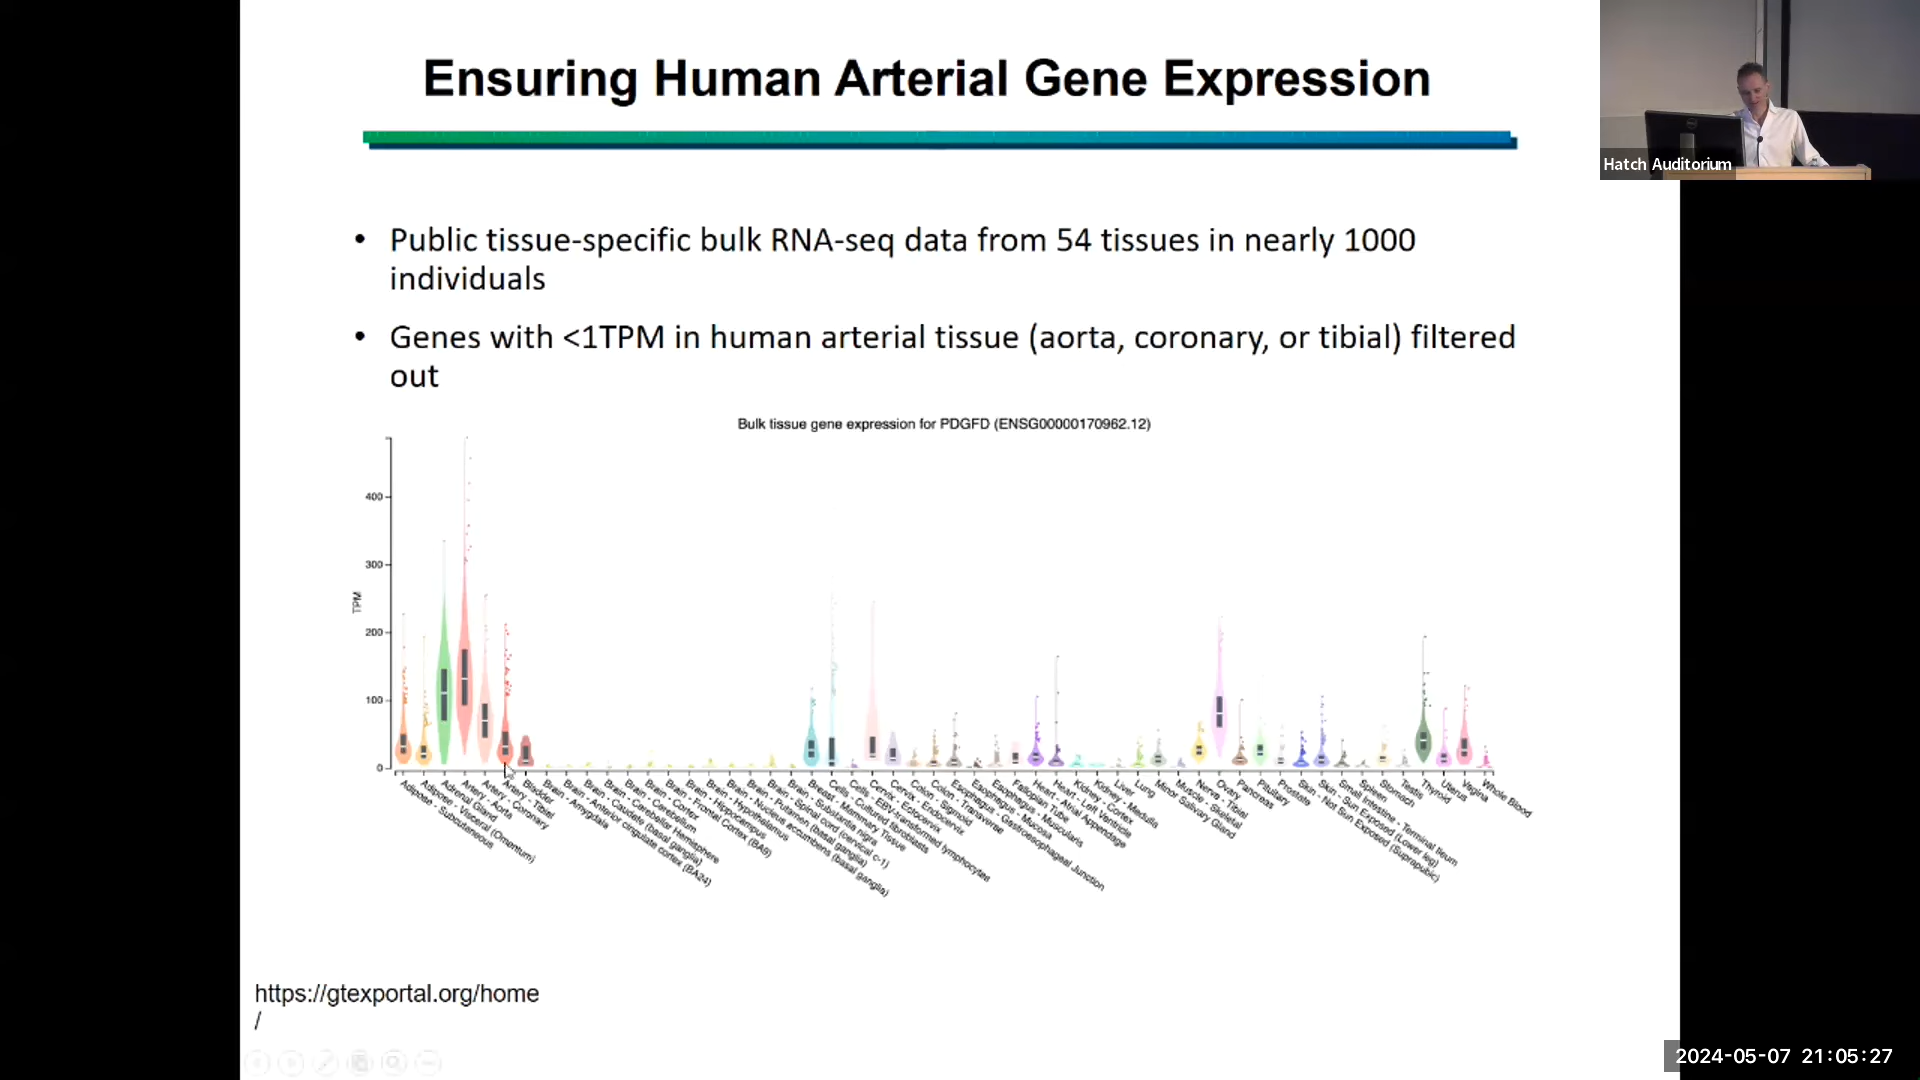 Ensuring Human Arterial Gene Expression
Hatch Auditorium
• Public tissue-specific bulk RNA-seq data from 54 tissues in nearly 1000
individuals
• Genes with <1TPM in human arterial tissue (aorta, coronary, or tibial) filtered
out
Bulk tissue gene expression for PDGFD (ENSG00000170962.12)
TPM
400
300
200
100
0
Adipose - Subcutaneous
Adipose - Visceral (Omentum)
Adrenal Gland
Artery - Aorta
Artery - Coronary
Artery - Tibial
Bladder
Brain - Amygdala
Brain - Anterior cingulate cortex (BA24)
Brain - Caudate (basal ganglia)
Brain - Cerebellar Hemisphere
Brain - Cerebellum
Brain - Cortex
Brain - Frontal Cortex (BA9)
Brain - Hippocampus
Brain - Hypothalamus
Brain - Nucleus accumbens (basal ganglia)
Brain - Putamen (basal ganglia)
Brain - Spinal cord (cervical c-1)
Brain - Substantia nigra
Breast - Mammary Tissue
Cells - Cultured fibroblasts
Cells - EBV-transformed lymphocytes
Cervix - Ectocervix
Cervix - Endocervix
Colon - Sigmoid
Colon - Transverse
Esophagus - Gastroesophageal Junction
Esophagus - Mucosa
Esophagus - Muscularis
Fallopian Tube
Heart - Atrial Appendage
Heart - Left Ventricle
Kidney - Cortex
Kidney - Medulla
Liver
Lung
Minor Salivary Gland
Muscle - Skeletal
Nerve - Tibial
Ovary
Pancreas
Pituitary
Prostate
Skin - Not Sun Exposed (Suprapubic)
Skin - Sun Exposed (Lower leg)
Small Intestine - Terminal Ileum
Spleen
Stomach
Testis
Thyroid
Uterus
Vagina
Whole Blood
https://gtexportal.org/home
/
2024-05-07 21:05:27